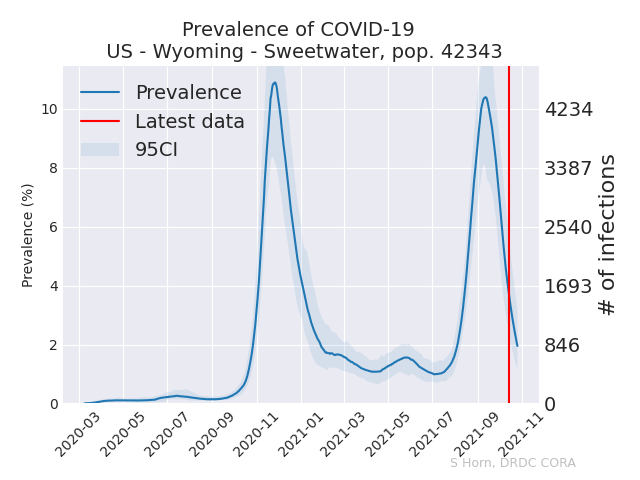 Prevalence of COVID-19
US - Wyoming - Sweetwater, pop. 42343
Prevalence
Latest data
95CI
Prevalence (%)
10
8
6
4
2
0
4234
3387
2540
1693
846
0
# of infections
2020-03
2020-05
2020-07
2020-09
2020-11
2021-01
2021-03
2021-05
2021-07
2021-09
2021-11
S Horn, DRDC CORA